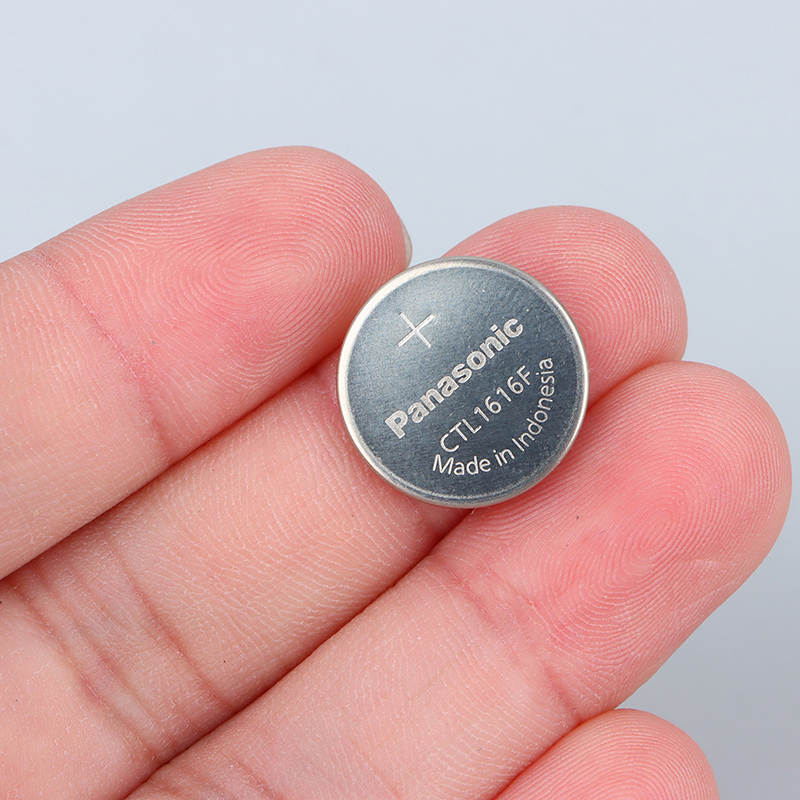 +
Panasonic
CTL1616F
Made in Indonesia